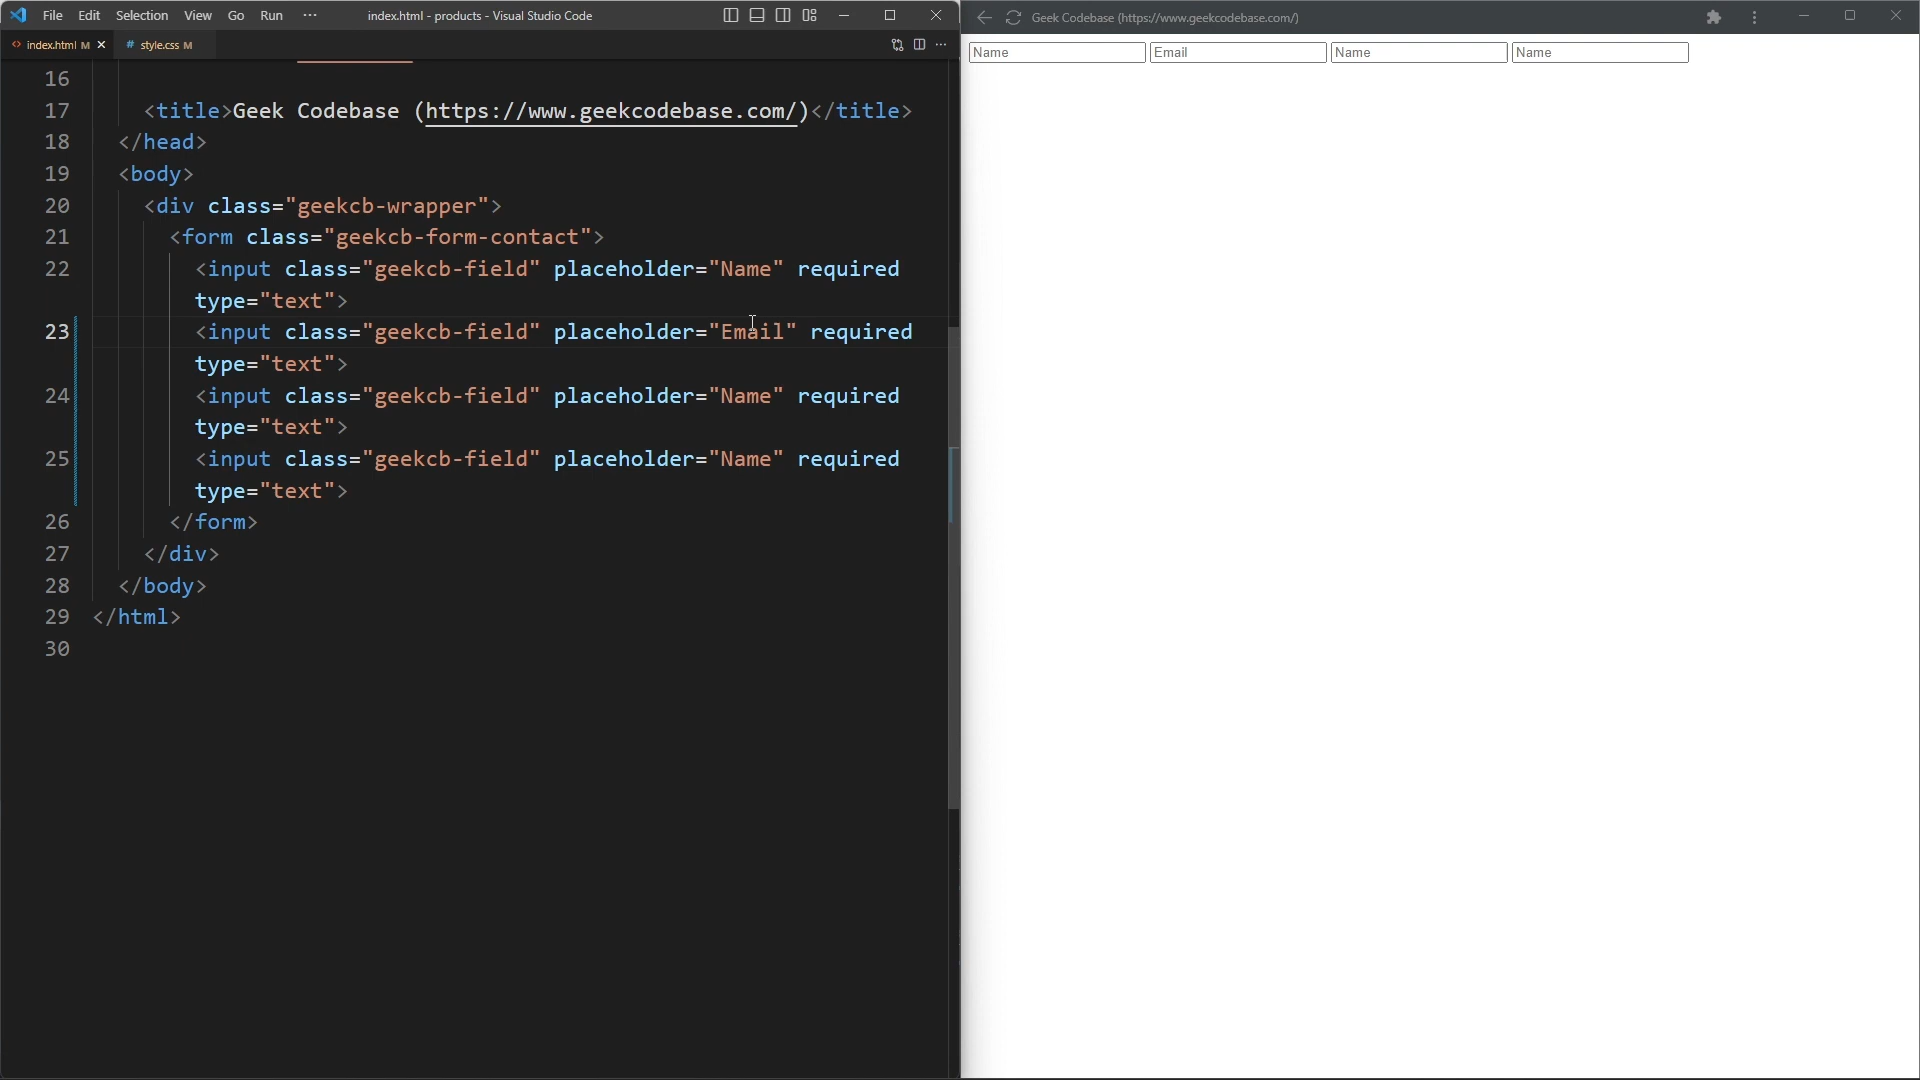 File Edit Selection View Go Run ··· index.html - products - Visual Studio Code
index.html M # style.css M
16
17 <title>Geek Codebase (https://www.geekcodebase.com/)</title>
18 </head>
19 <body>
20 <div class="geekcb-wrapper">
21 <form class="geekcb-form-contact">
22 <input class="geekcb-field" placeholder="Name" required
type="text">
23 <input class="geekcb-field" placeholder="Email" required
type="text">
24 <input class="geekcb-field" placeholder="Name" required
type="text">
25 <input class="geekcb-field" placeholder="Name" required
type="text">
26 </form>
27 </div>
28 </body>
29 </html>
30
Geek Codebase (https://www.geekcodebase.com/)
Name Email Name Name